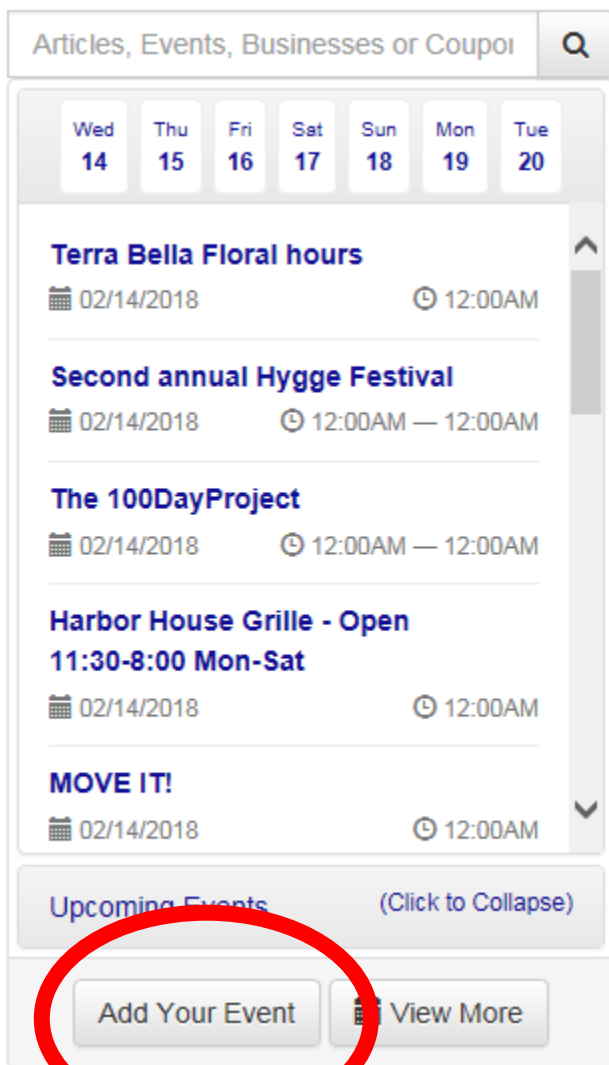 Articles, Events, Businesses or Coupo
Wed Thu Fri Sat Sun Mon Tue
14 15 16 17 18 19 20
Terra Bella Floral hours
02/14/2018 12:00AM
Second annual Hygge Festival
02/14/2018 12:00AM — 12:00AM
The 100DayProject
02/14/2018 12:00AM — 12:00AM
Harbor House Grille - Open
11:30-8:00 Mon-Sat
02/14/2018 12:00AM
MOVE IT!
02/14/2018 12:00AM
Upcoming Events (Click to Collapse)
Add Your Event View More